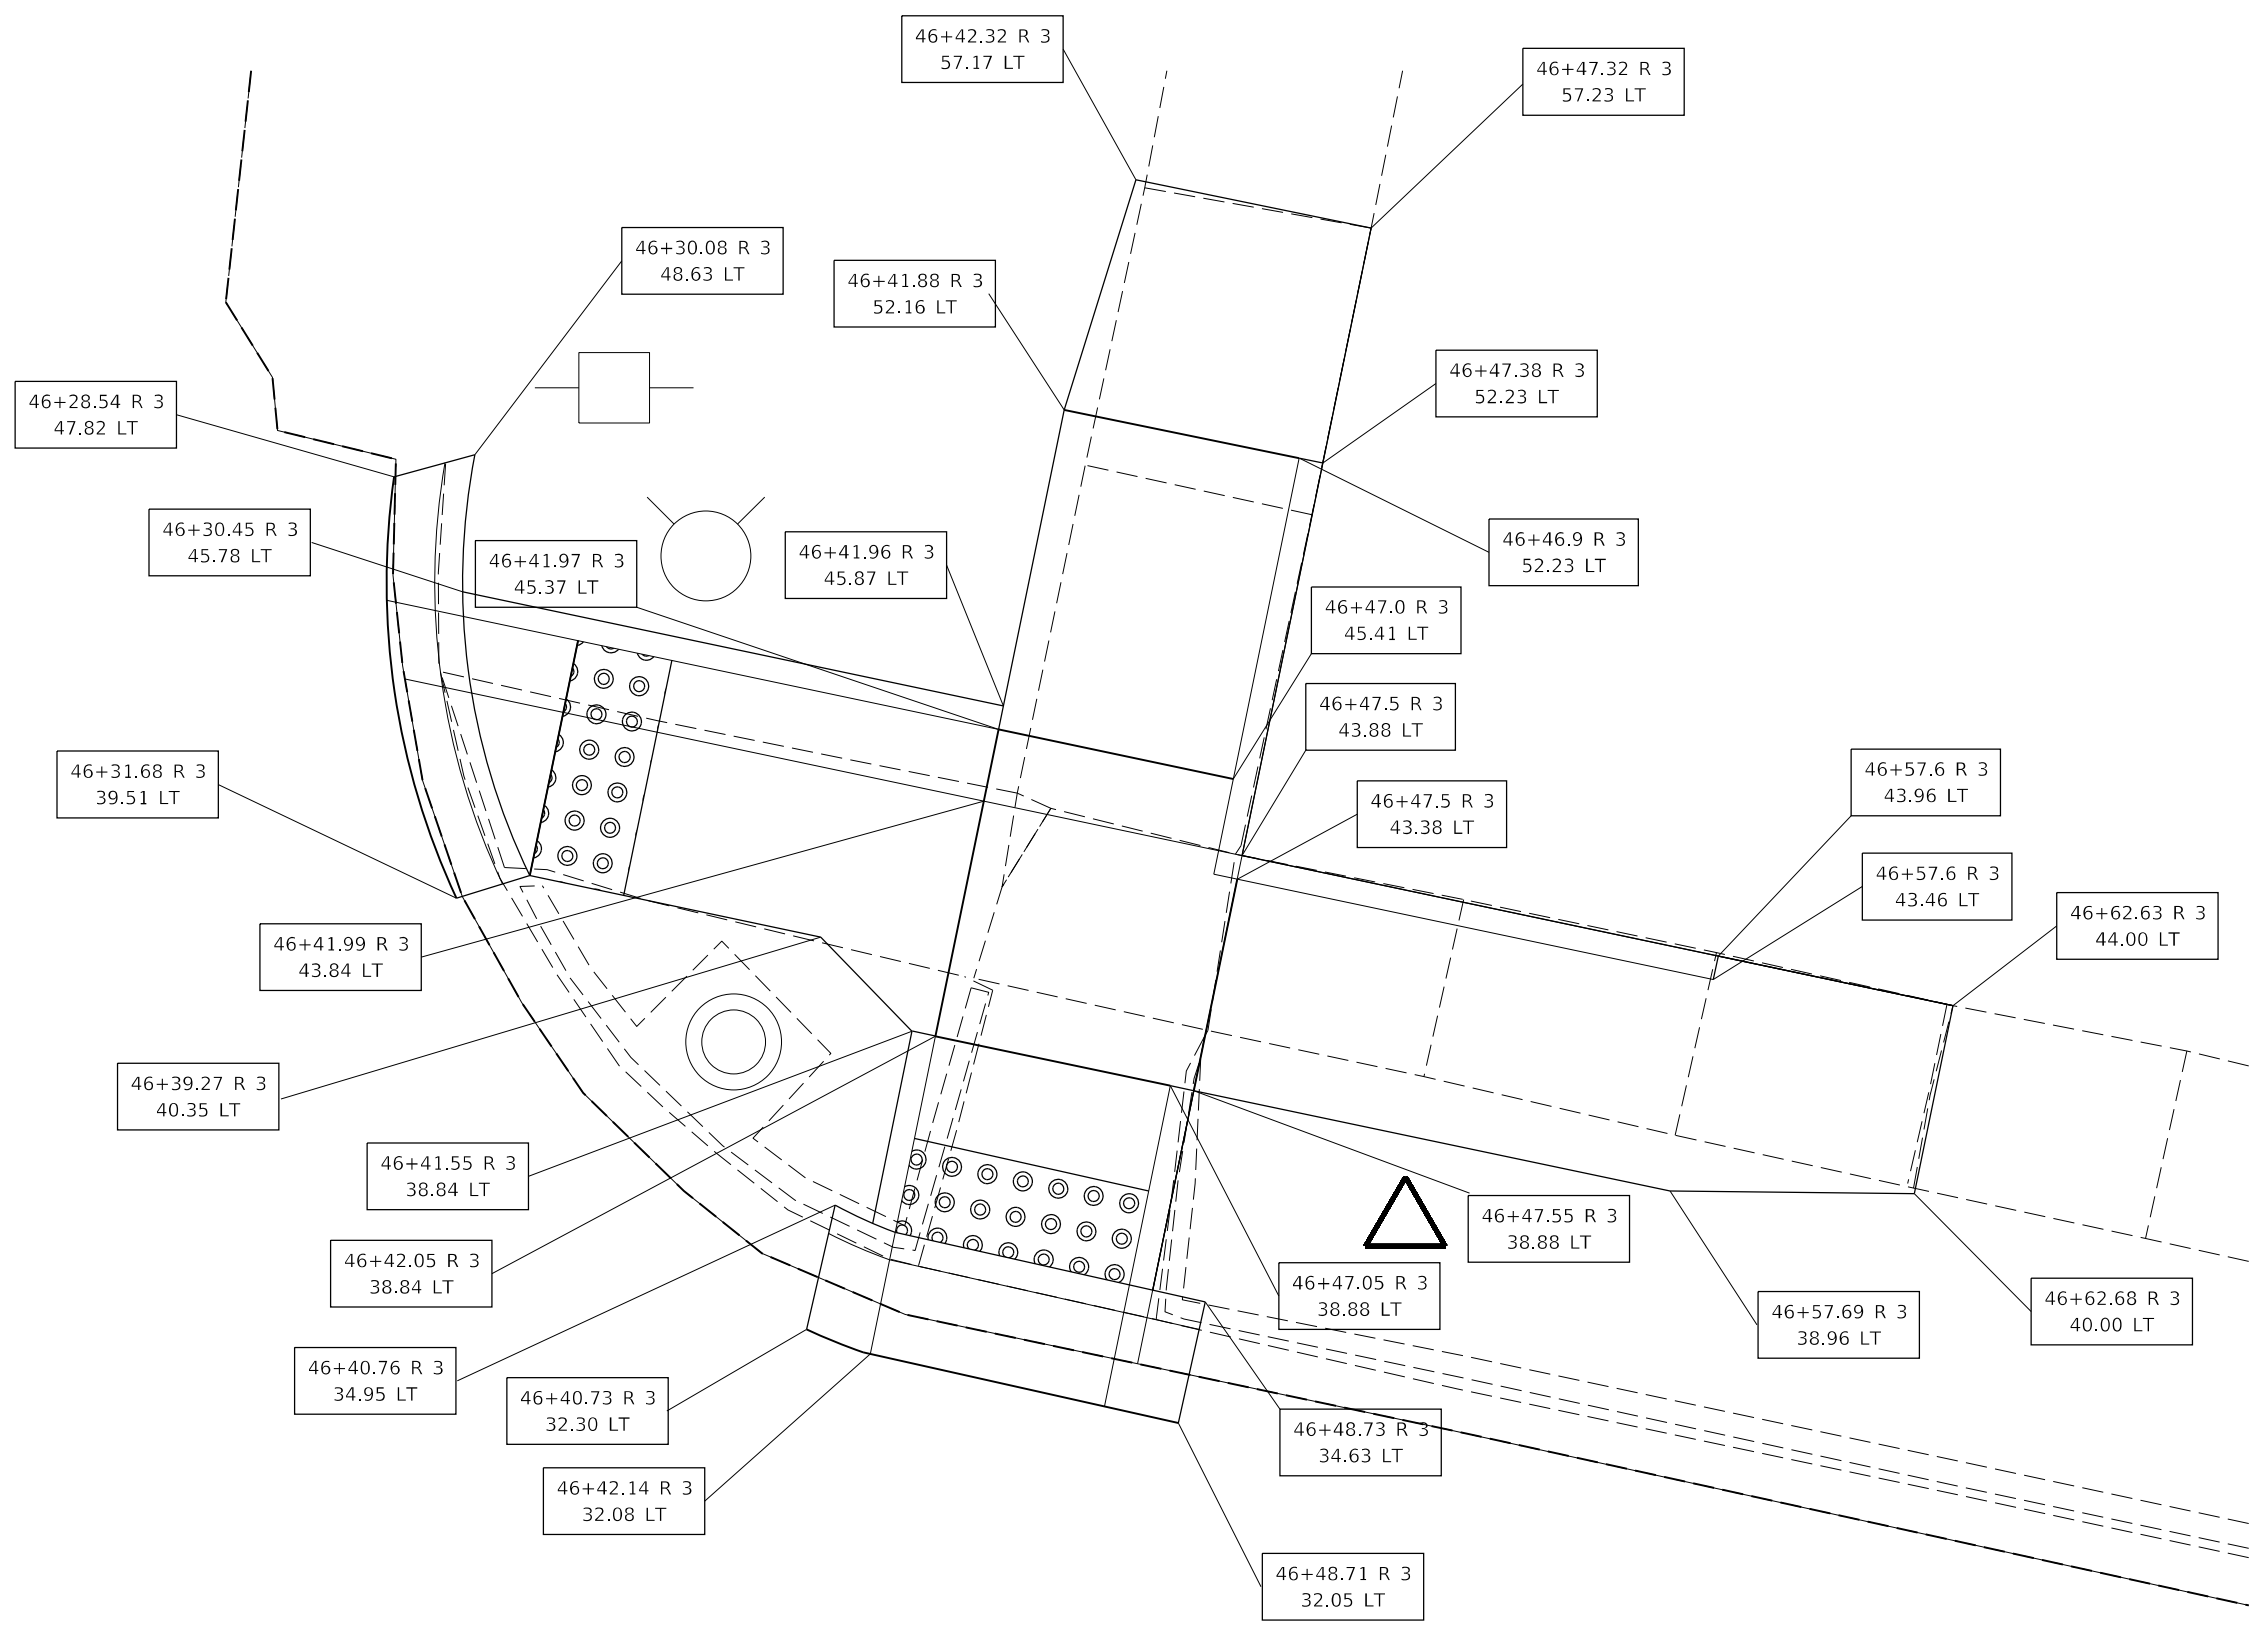 46+42.32 R 3
57.17 LT
46+47.32 R 3
57.23 LT
46+30.08 R 3
48.63 LT
46+41.88 R 3
52.16 LT
46+47.38 R 3
52.23 LT
46+28.54 R 3
47.82 LT
46+30.45 R 3
45.78 LT
46+41.97 R 3
45.37 LT
46+41.96 R 3
45.87 LT
46+46.9 R 3
52.23 LT
46+47.0 R 3
45.41 LT
46+47.5 R 3
43.88 LT
46+31.68 R 3
39.51 LT
46+47.5 R 3
43.38 LT
46+57.6 R 3
43.96 LT
46+57.6 R 3
43.46 LT
46+62.63 R 3
44.00 LT
46+41.99 R 3
43.84 LT
46+39.27 R 3
40.35 LT
46+41.55 R 3
38.84 LT
46+47.55 R 3
38.88 LT
46+42.05 R 3
38.84 LT
46+47.05 R 3
38.88 LT
46+57.69 R 3
38.96 LT
46+62.68 R 3
40.00 LT
46+40.76 R 3
34.95 LT
46+40.73 R 3
32.30 LT
46+48.73 R 3
34.63 LT
46+42.14 R 3
32.08 LT
46+48.71 R 3
32.05 LT